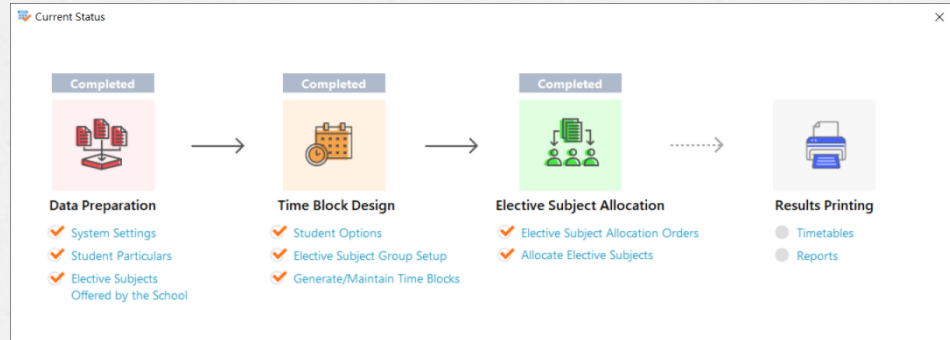 Current Status
Completed
Completed
Completed
Data Preparation
System Settings
Student Particulars
Elective Subjects
Offered by the School
Time Block Design
Student Options
Elective Subject Group Setup
Generate/Maintain Time Blocks
Elective Subject Allocation
Elective Subject Allocation Orders
Allocate Elective Subjects
Results Printing
Timetables
Reports